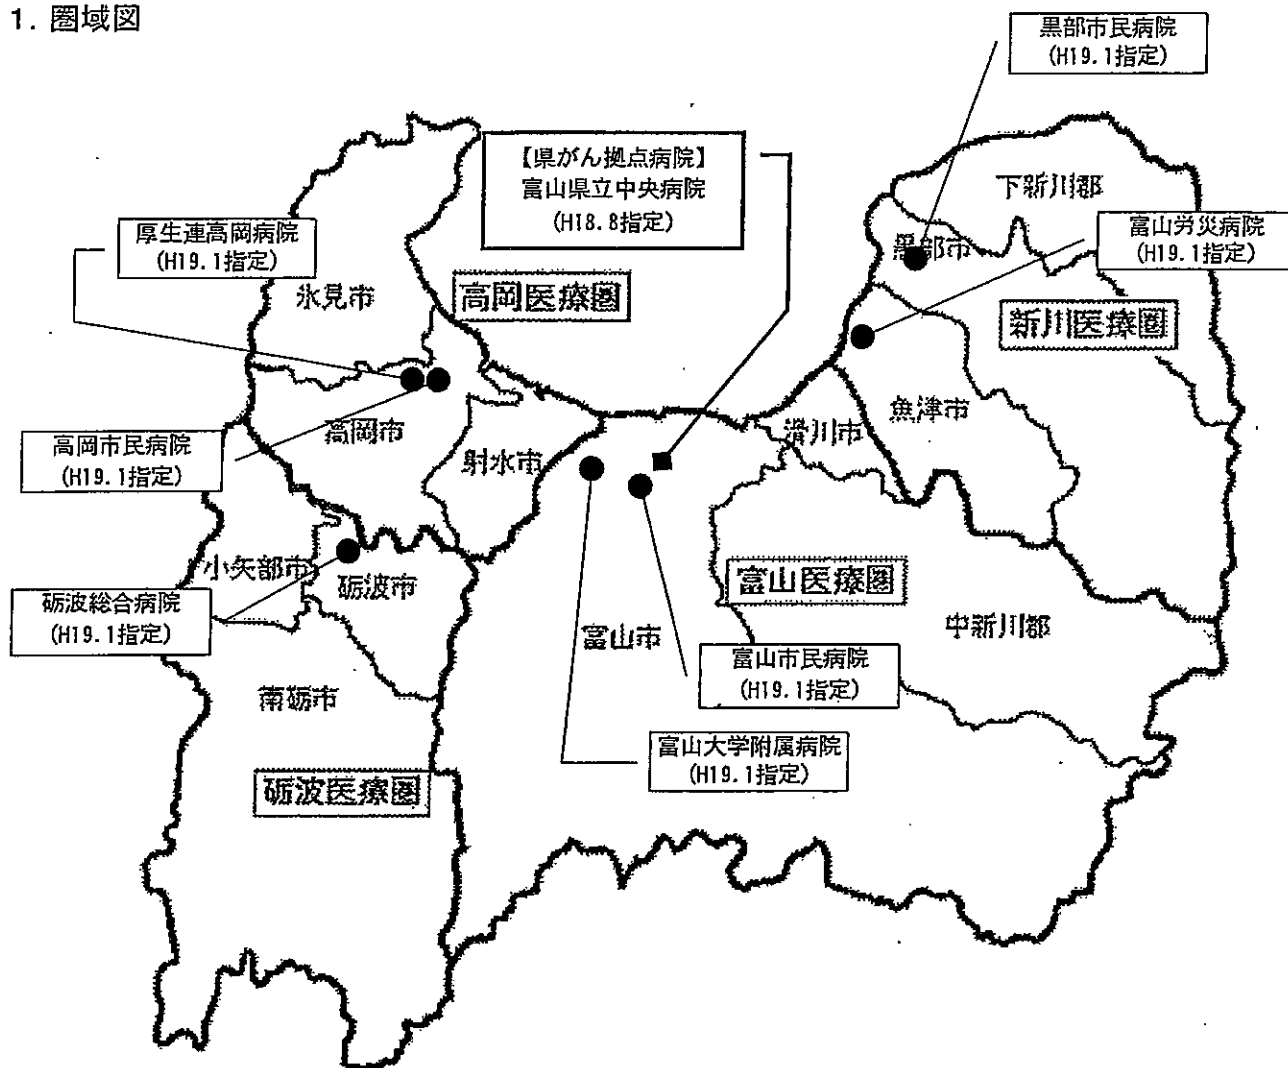 1. 圏域図
黒部市民病院
(H19.1指定)
【県がん拠点病院】
富山県立中央病院
(H18.8指定)
下新川郡
厚生連高岡病院
(H19.1指定)
富山労災病院
(H19.1指定)
黒部市
氷見市
高岡医療圏
新川医療圏
魚津市
高岡市
滑川市
高岡市民病院
(H19.1指定)
射水市
小矢部市
砺波市
富山医療圏
砺波総合病院
(H19.1指定)
富山市
中新川郡
富山市民病院
(H19.1指定)
南砺市
富山大学附属病院
(H19.1指定)
砺波医療圏